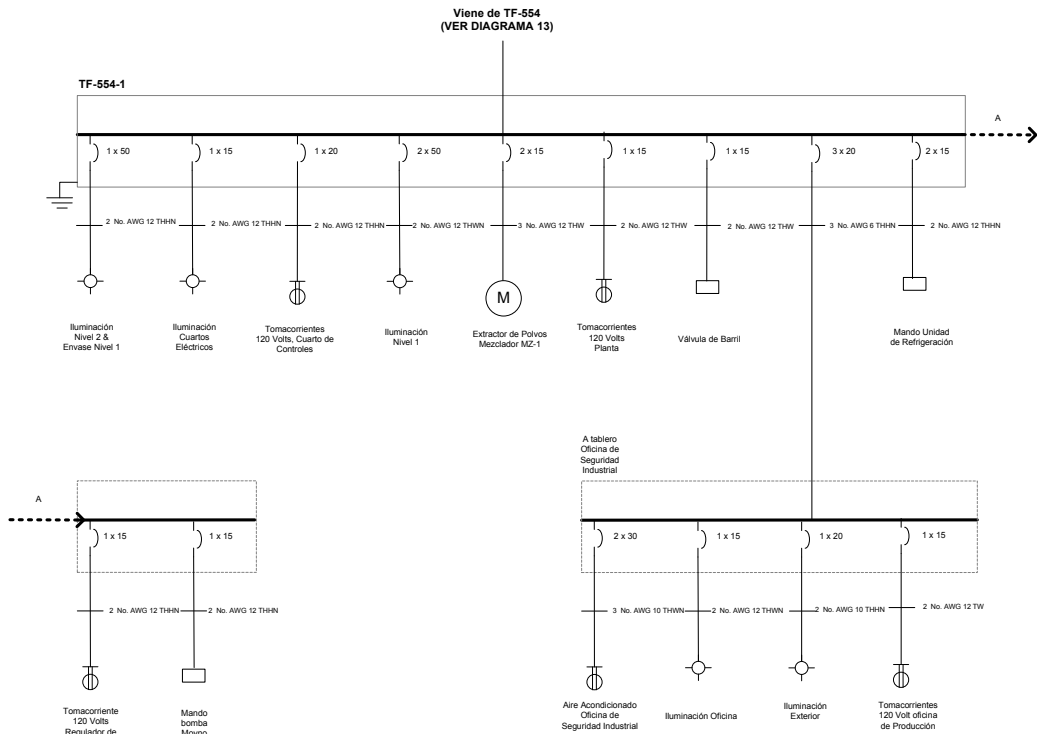 Viene de TF-554
(VER DIAGRAMA 13)
TF-554-1
A
1 x 50
1 x 15
1 x 20
2 x 50
2 x 15
1 x 15
1 x 15
3 x 20
2 x 15
2 No. AWG 12 THHN
2 No. AWG 12 THHN
2 No. AWG 12 THHN
2 No. AWG 12 THWN
3 No. AWG 12 THW
2 No. AWG 12 THW
2 No. AWG 12 THW
3 No. AWG 6 THHN
2 No. AWG 12 THHN
M
Iluminación
Nivel 2 &
Envase Nivel 1
Iluminación
Cuartos
Eléctricos
Tomacorrientes
120 Volts, Cuarto de
Controles
Iluminación
Nivel 1
Extractor de Polvos
Mezclador MZ-1
Tomacorrientes
120 Volts
Planta
Válvula de Barril
Mando Unidad
de Refrigeración
A tablero
Oficina de
Seguridad
Industrial
A
1 x 15
1 x 15
2 No. AWG 12 THHN
2 No. AWG 12 THHN
Tomacorriente
120 Volts
Regulador de
Mando
bomba
Moyno
2 x 30
1 x 15
1 x 20
1 x 15
3 No. AWG 10 THWN
2 No. AWG 12 THWN
2 No. AWG 10 THHN
2 No. AWG 12 TW
Aire Acondicionado
Oficina de
Seguridad Industrial
Iluminación Oficina
Iluminación
Exterior
Tomacorrientes
120 Volt oficina
de Producción